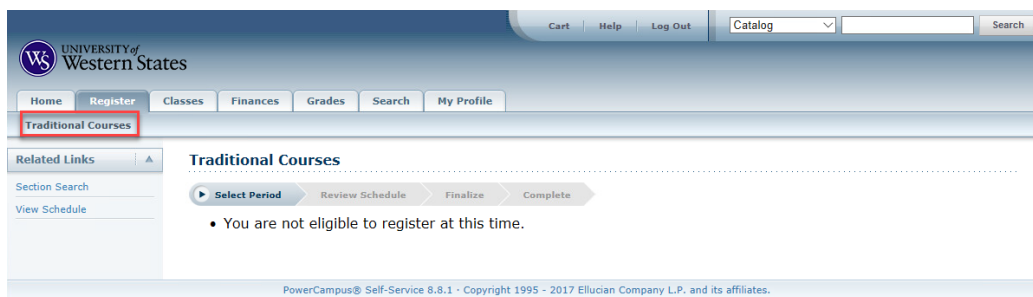 Cart Help Log Out Catalog Search
WS UNIVERSITY of
Western States
Home Register Classes Finances Grades Search My Profile
Traditional Courses
Related Links
Section Search
View Schedule
Traditional Courses
Select Period Review Schedule Finalize Complete
• You are not eligible to register at this time.
PowerCampus® Self-Service 8.8.1 · Copyright 1995 - 2017 Ellucian Company L.P. and its affiliates.